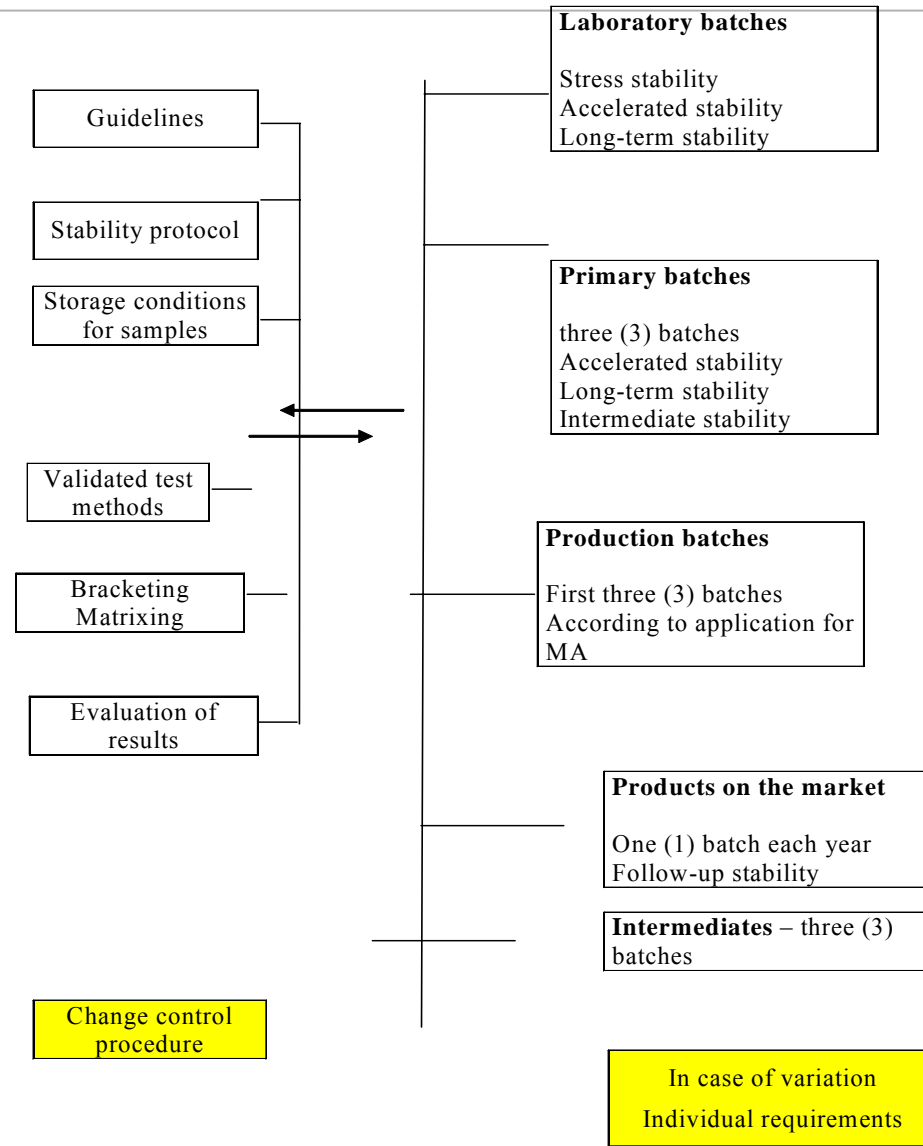 Laboratory batches
Stress stability
Accelerated stability
Long-term stability
Guidelines
Stability protocol
Storage conditions
for samples
Primary batches
three (3) batches
Accelerated stability
Long-term stability
Intermediate stability
Validated test
methods
Bracketing
Matrixing
Evaluation of
results
Production batches
First three (3) batches
According to application for
MA
Products on the market
One (1) batch each year
Follow-up stability
Intermediates – three (3)
batches
Change control
procedure
In case of variation
Individual requirements